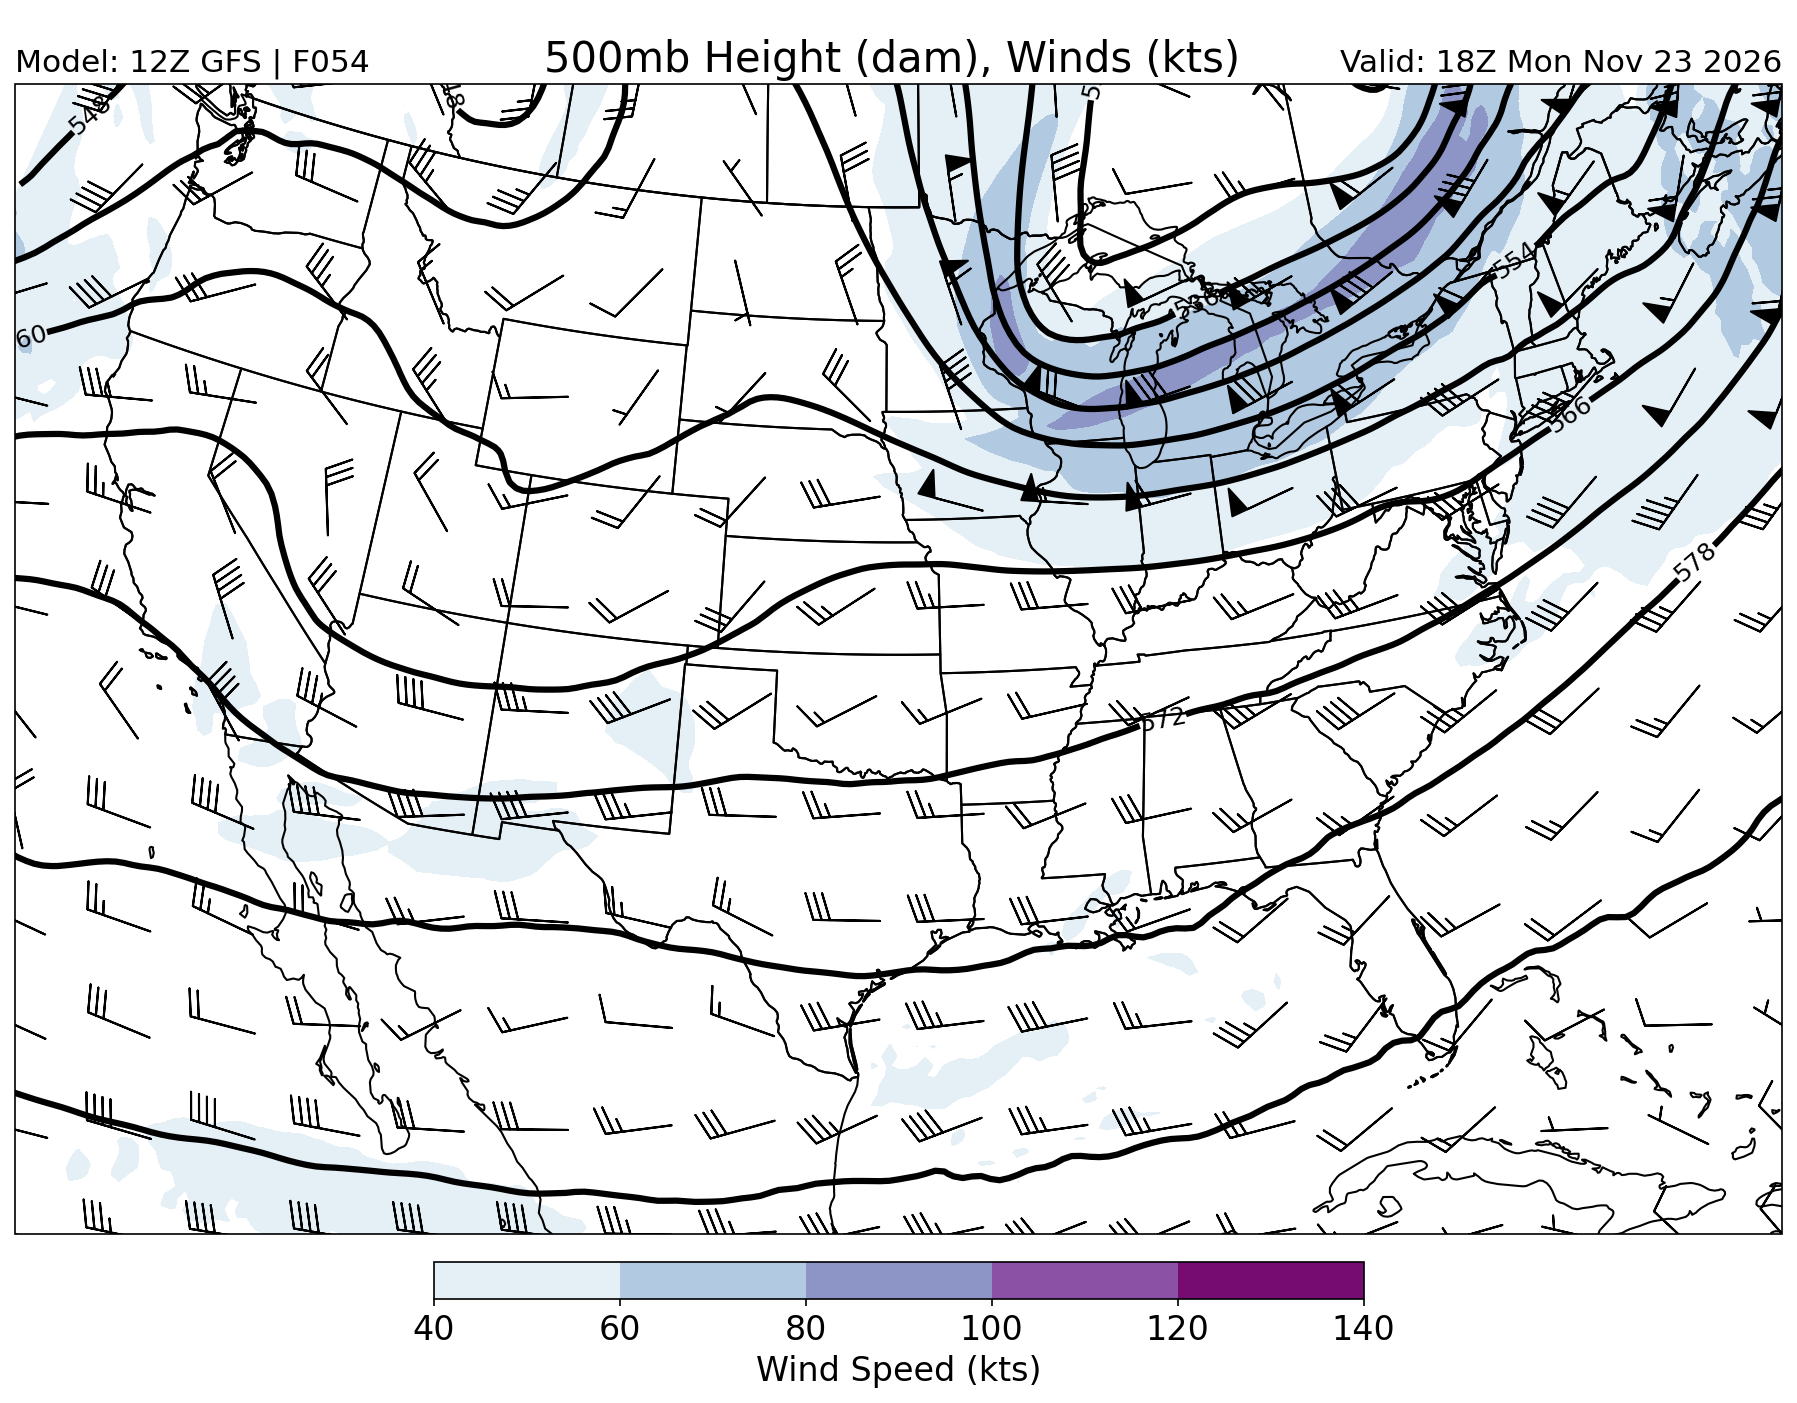 Model: 12Z GFS | F054
500mb Height (dam), Winds (kts)
Valid: 18Z Mon Nov 23 2026
548
554
60
566
578
572
40 60 80 100 120 140
Wind Speed (kts)